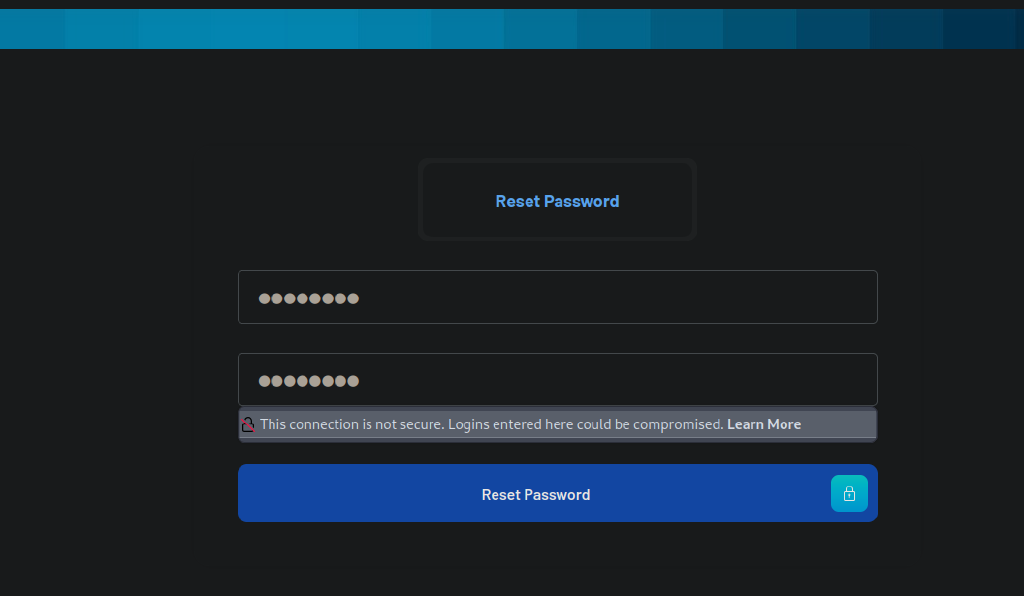 Reset Password
●●●●●●●●
●●●●●●●●
This connection is not secure. Logins entered here could be compromised. Learn More
Reset Password